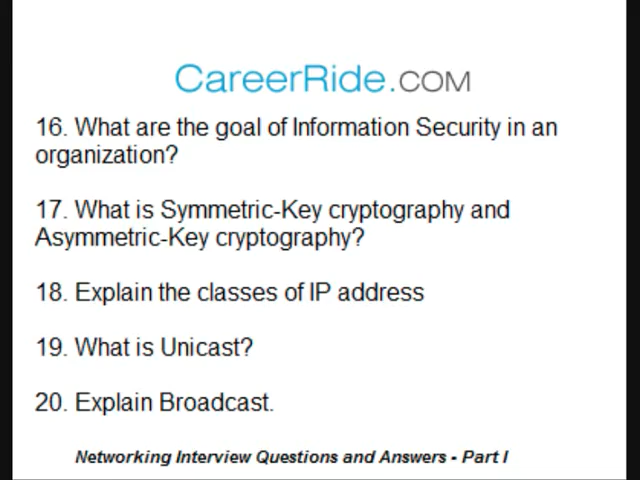 CareerRide.COM
16. What are the goal of Information Security in an
organization?
17. What is Symmetric-Key cryptography and
Asymmetric-Key cryptography?
18. Explain the classes of IP address
19. What is Unicast?
20. Explain Broadcast.
Networking Interview Questions and Answers - Part I